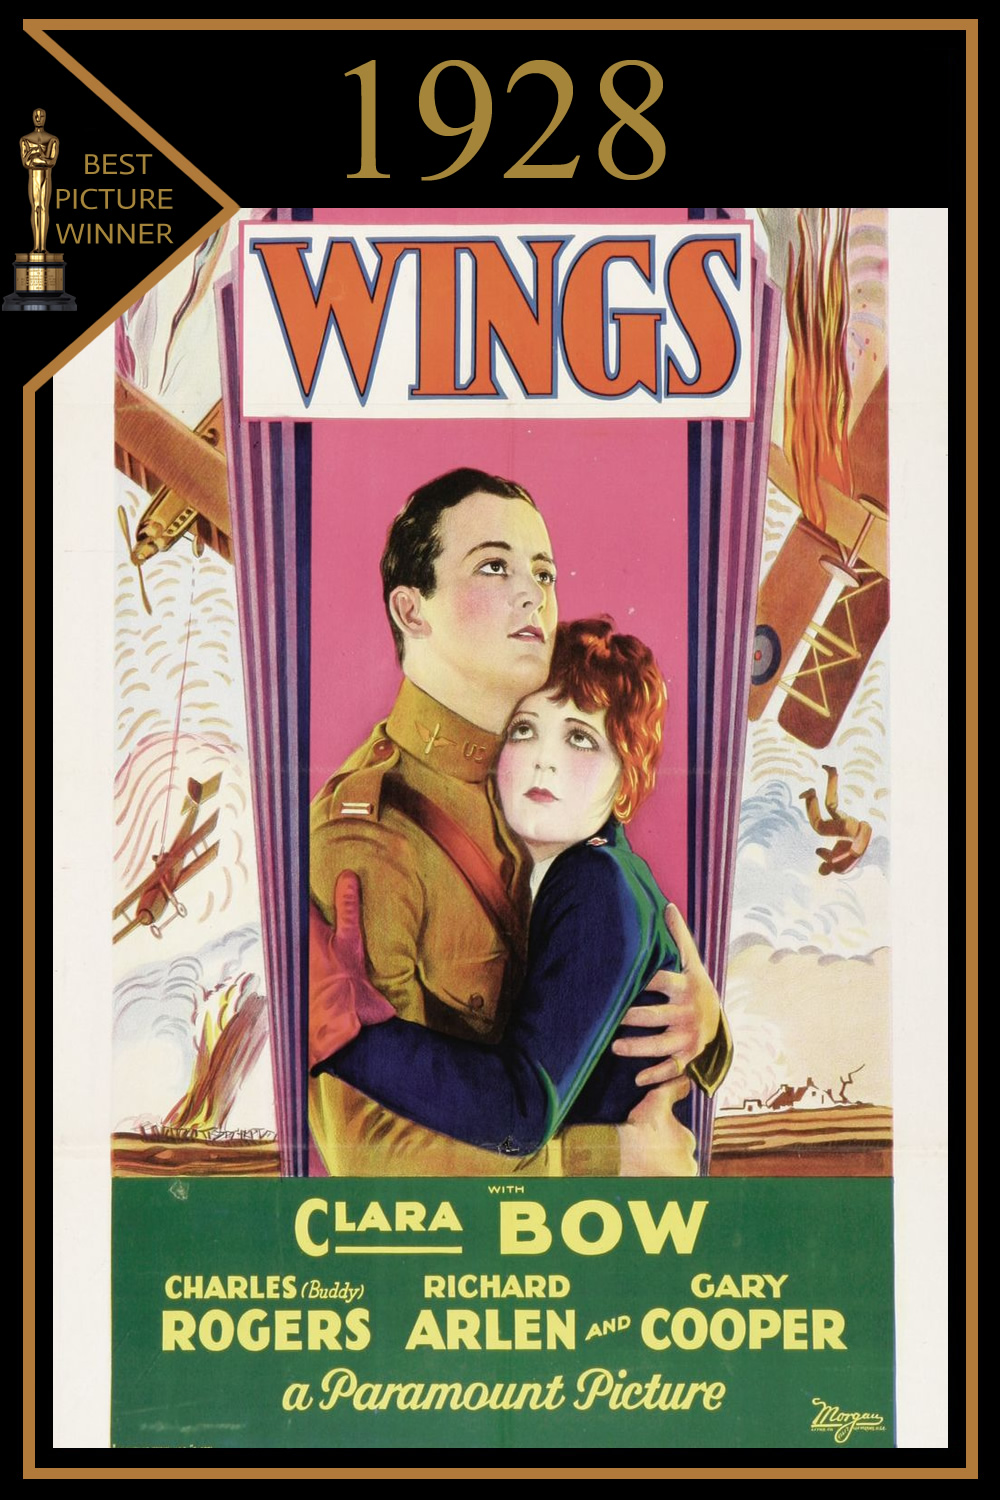 1928
BEST
PICTURE
WINNER
WINGS
US
WITH
CLARA BOW
CHARLES (Buddy) RICHARD GARY
ROGERS ARLEN AND COOPER
a Paramount Picture
Morgan